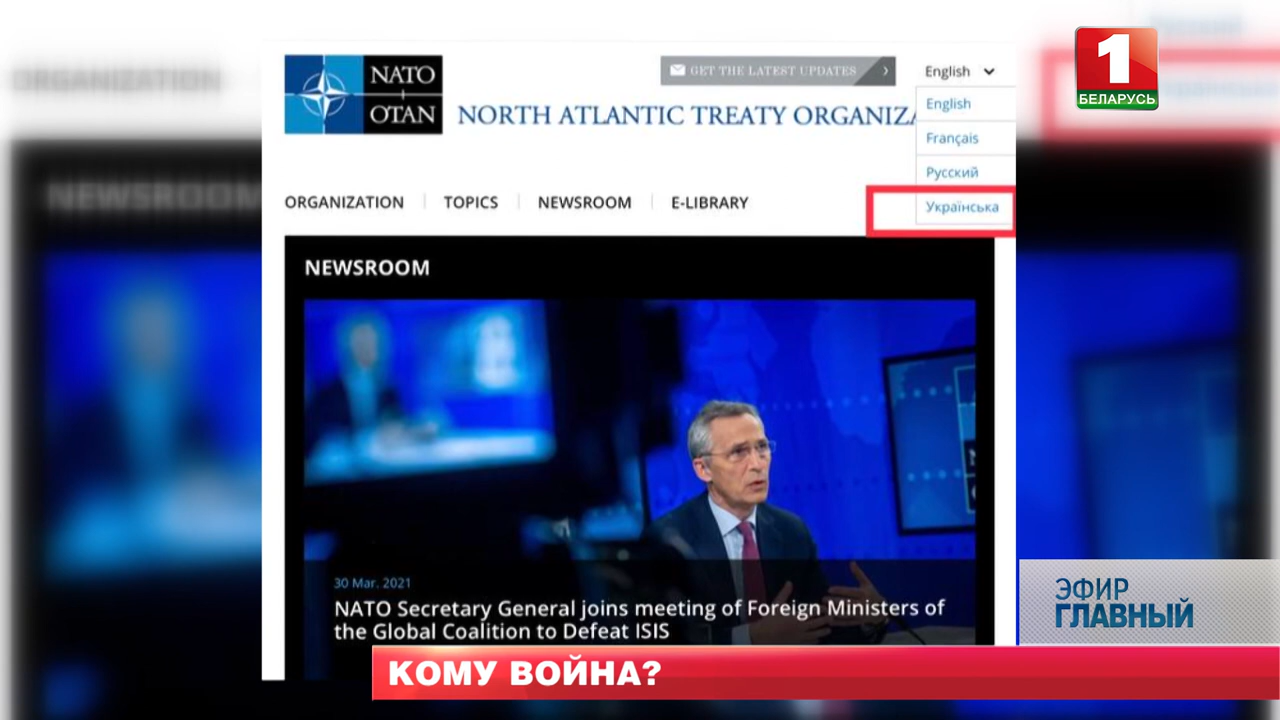 NATO
OTAN
NORTH ATLANTIC TREATY ORGANIZA
GET THE LATEST UPDATES
English
English
Français
Русский
Українська
1
БЕЛАРУСЬ
ORGANIZATION
TOPICS
NEWSROOM
E-LIBRARY
NEWSROOM
30 Mar. 2021
NATO Secretary General joins meeting of Foreign Ministers of
the Global Coalition to Defeat ISIS
ЭФИР
ГЛАВНЫЙ
КОМУ ВОЙНА?